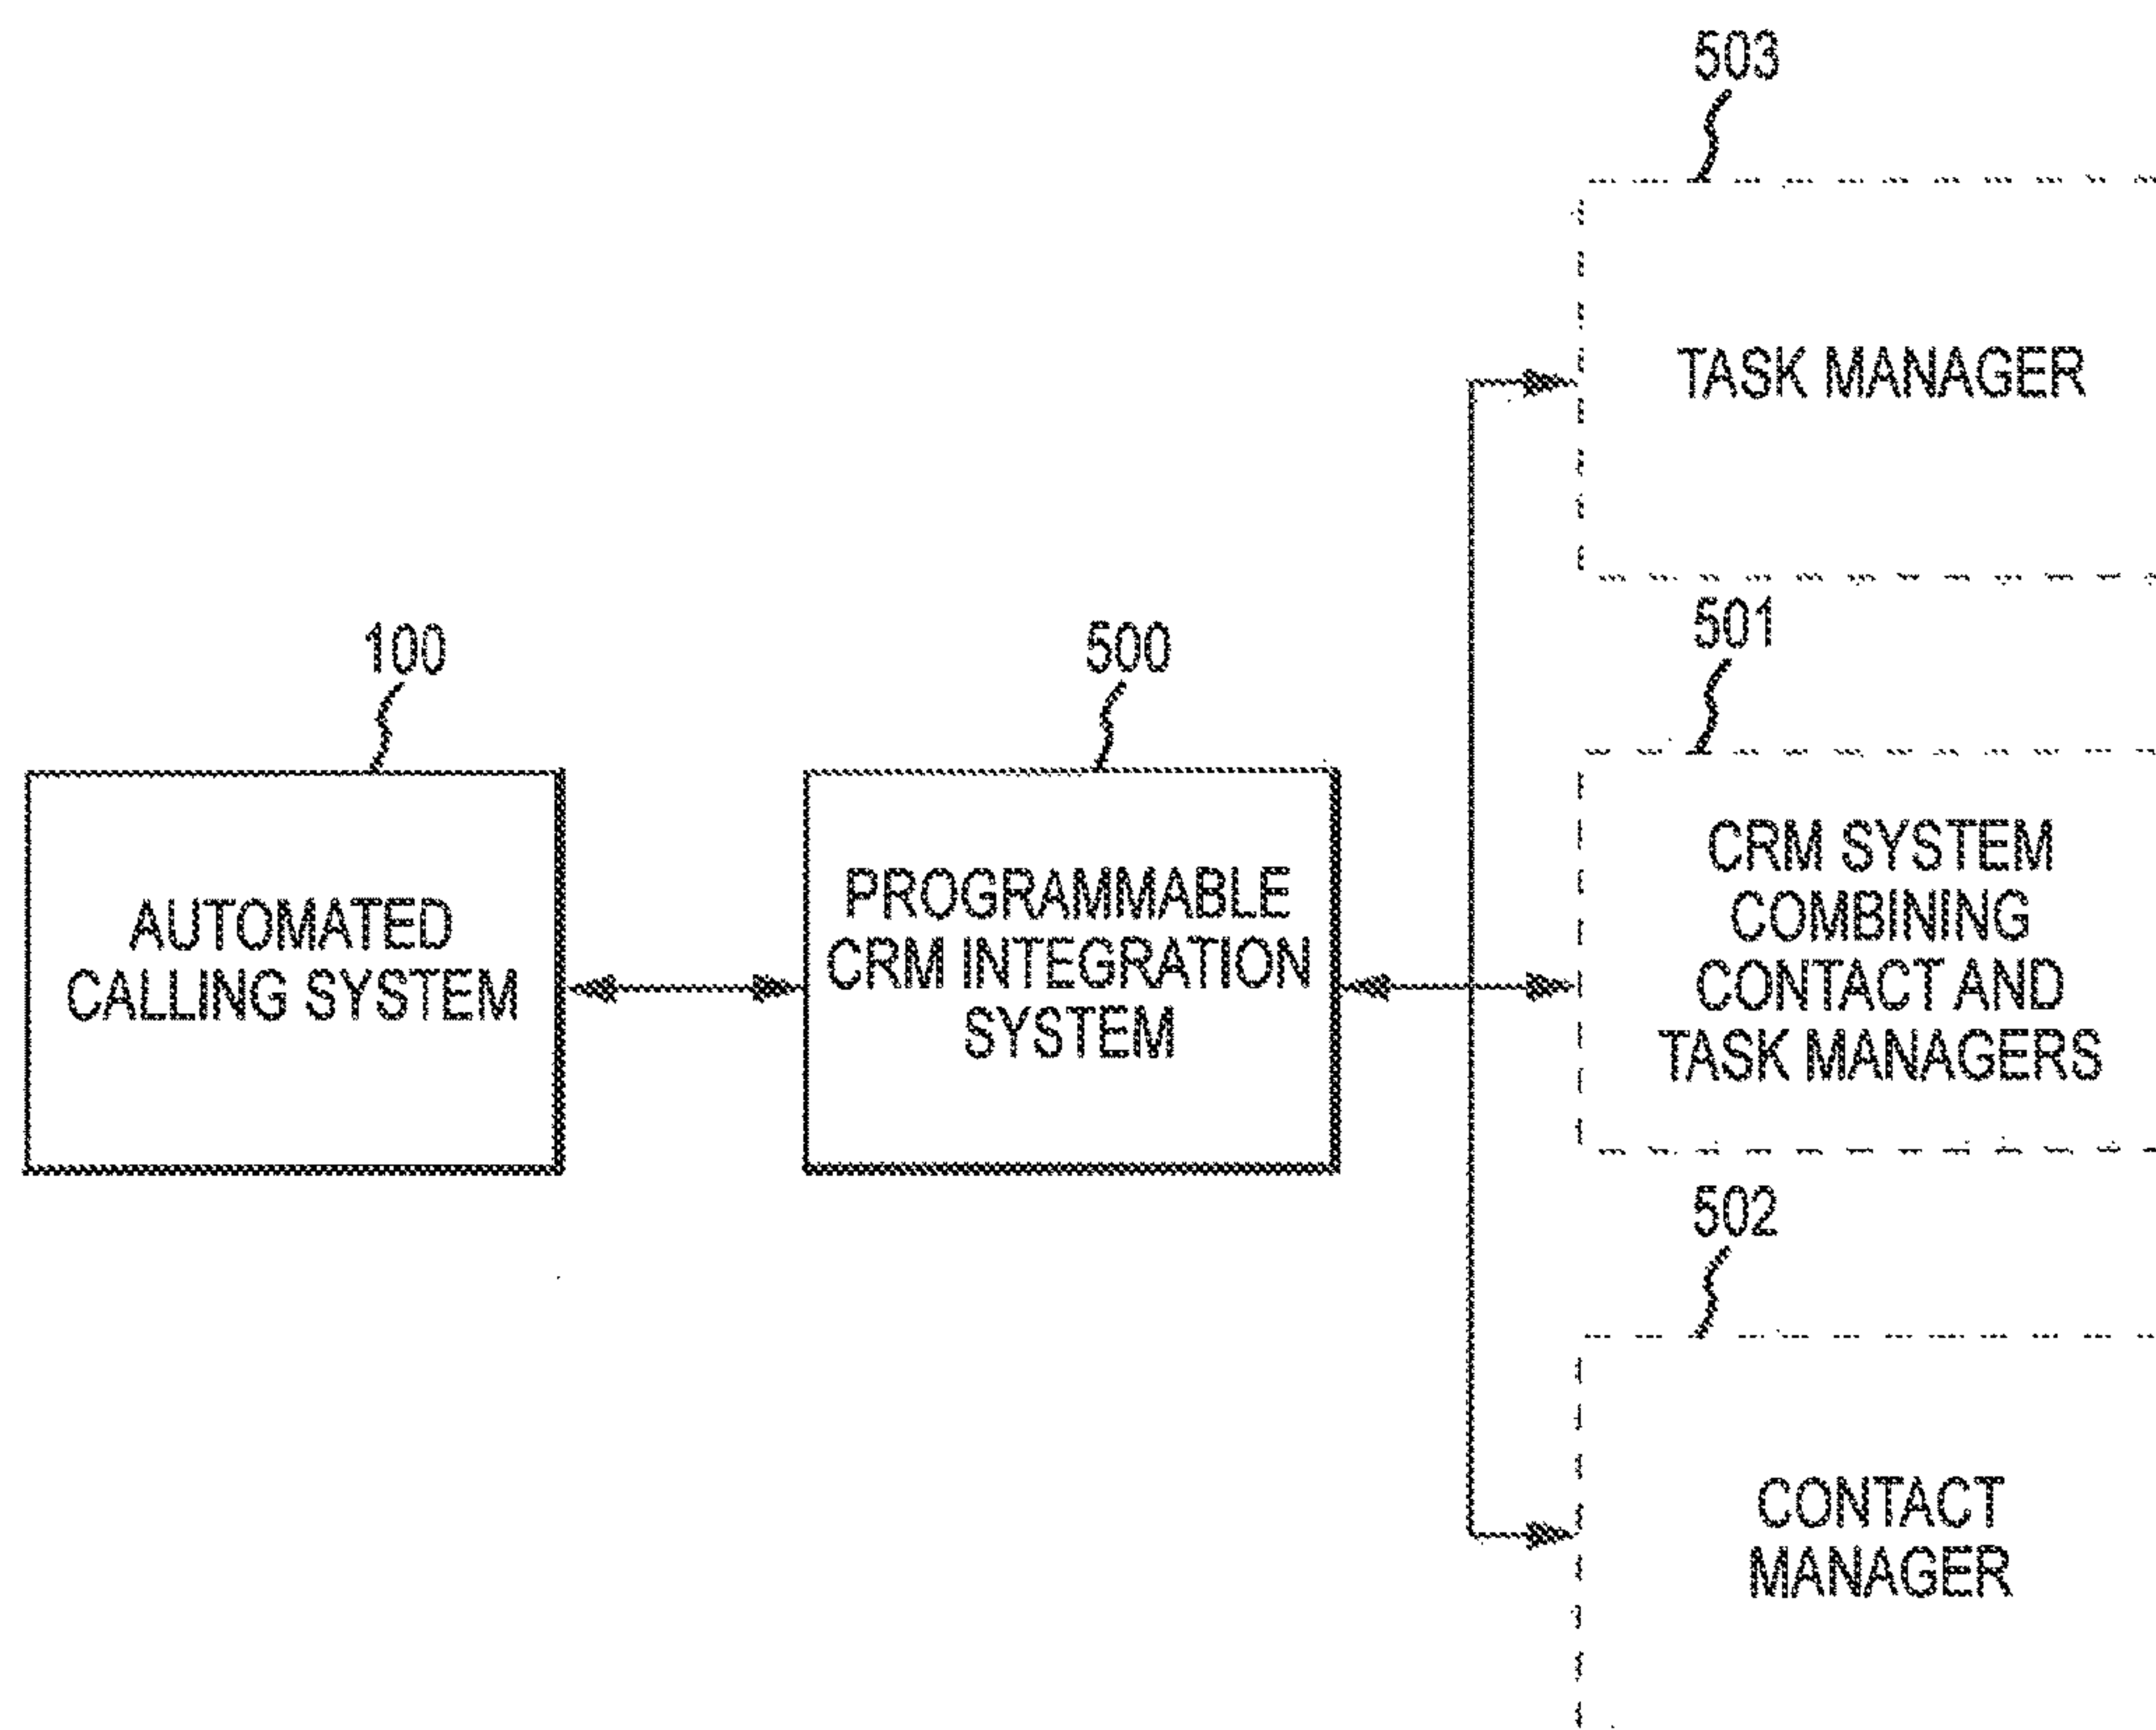 503
TASK MANAGER
501
CRM SYSTEM
COMBINING
CONTACT AND
TASK MANAGERS
100
AUTOMATED
CALLING SYSTEM
500
PROGRAMMABLE
CRM INTEGRATION
SYSTEM
502
CONTACT
MANAGER